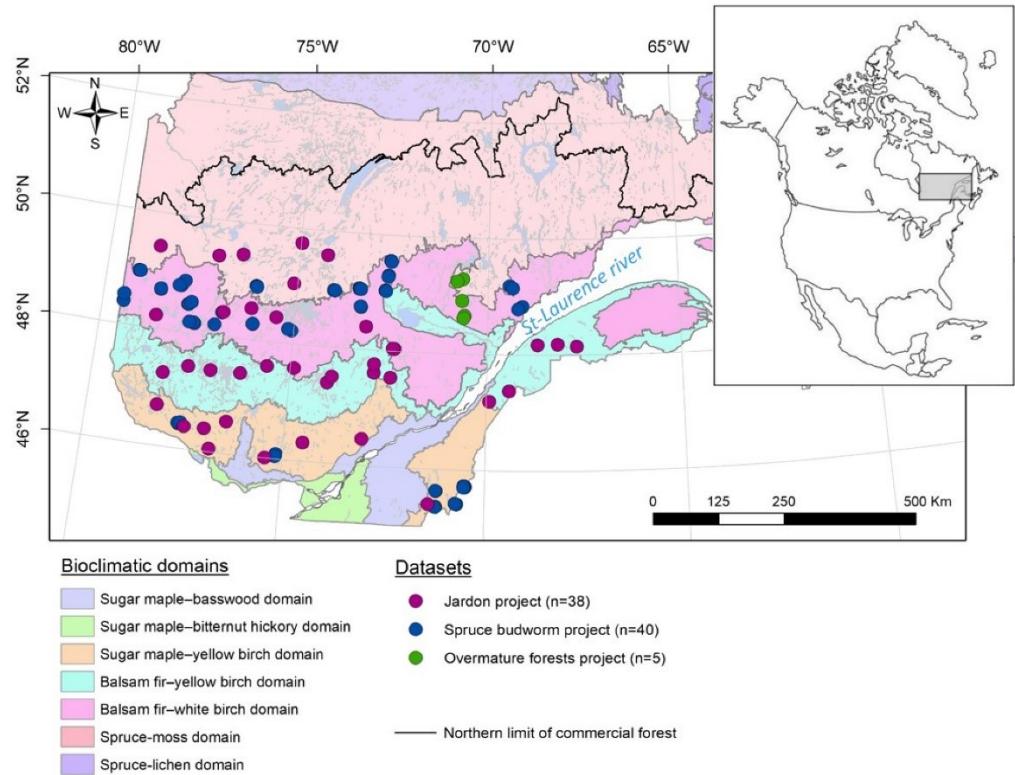 80°W 75°W 70°W 65°W
52°N
N
W E
S
50°N
48°N
St-Laurence river
46°N
0 125 250 500 Km
Bioclimatic domains
Sugar maple–basswood domain
Sugar maple–bitternut hickory domain
Sugar maple–yellow birch domain
Balsam fir–yellow birch domain
Balsam fir–white birch domain
Spruce-moss domain
Spruce-lichen domain
Datasets
Jardon project (n=38)
Spruce budworm project (n=40)
Overmature forests project (n=5)
Northern limit of commercial forest